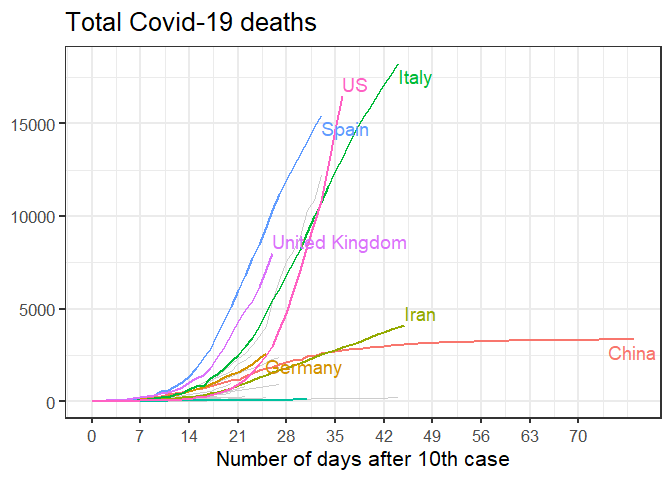 Total Covid-19 deaths
US
Italy
15000
Spain
10000
United Kingdom
5000
Iran
Germany
China
0
0 7 14 21 28 35 42 49 56 63 70
Number of days after 10th case